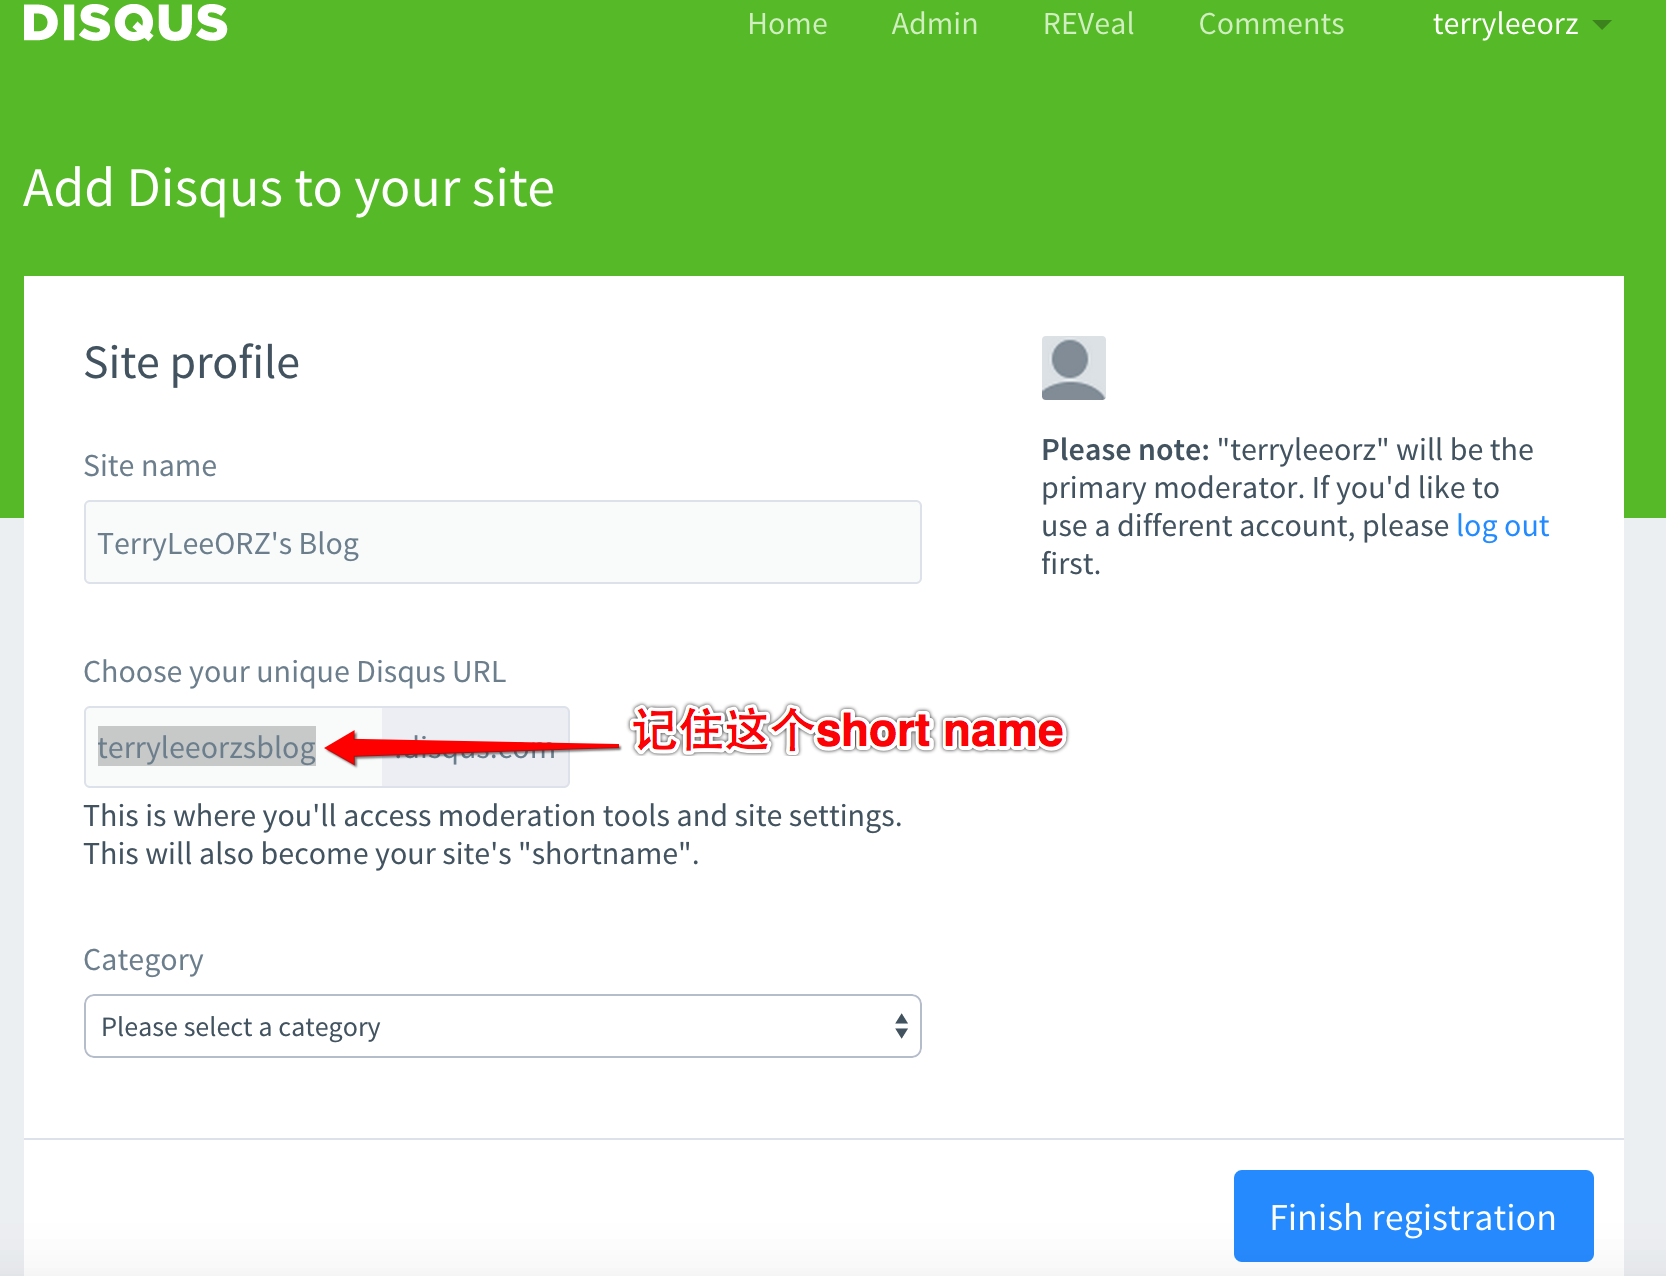 DISQUS
Home Admin REVeal Comments terryleeorz
Add Disqus to your site
Site profile
Site name
TerryLeeORZ's Blog
Please note: "terryleeorz" will be the
primary moderator. If you'd like to
use a different account, please log out
first.
Choose your unique Disqus URL
terryleeorzsblog .disqus.com
记住这个short name
This is where you'll access moderation tools and site settings.
This will also become your site's "shortname".
Category
Please select a category
Finish registration